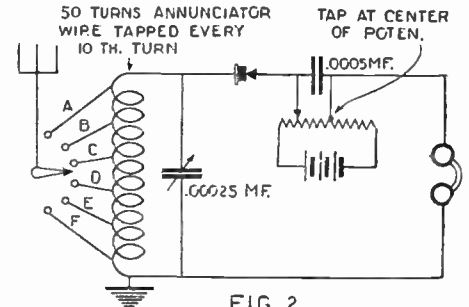 50 TURNS ANNUNCIATOR
WIRE TAPPED EVERY
10 TH. TURN
TAP AT CENTER
OF POTEN.
.0005MF.
A
B
C
D
E
F
.00025 MF.
FIG. 2